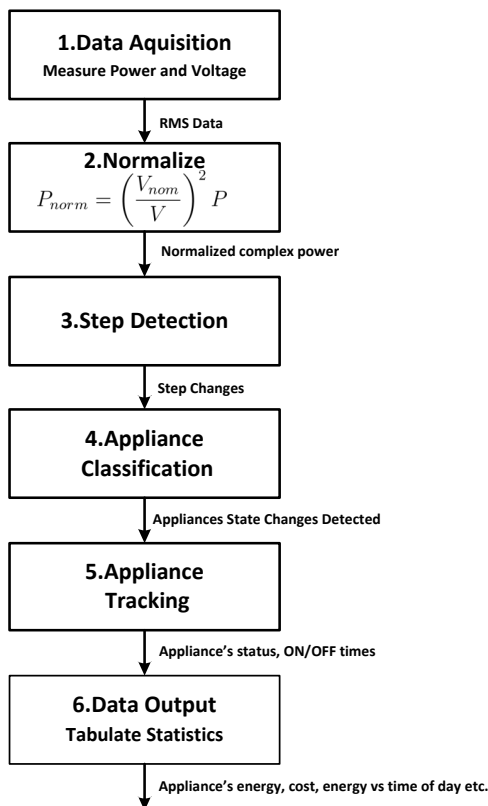 1.Data Aquisition
Measure Power and Voltage
RMS Data
2.Normalize
P_{norm} = \left( \frac{V_{nom}}{V} \right)^2 P
Normalized complex power
3.Step Detection
Step Changes
4.Appliance
Classification
Appliances State Changes Detected
5.Appliance
Tracking
Appliance’s status, ON/OFF times
6.Data Output
Tabulate Statistics
Appliance’s energy, cost, energy vs time of day etc.